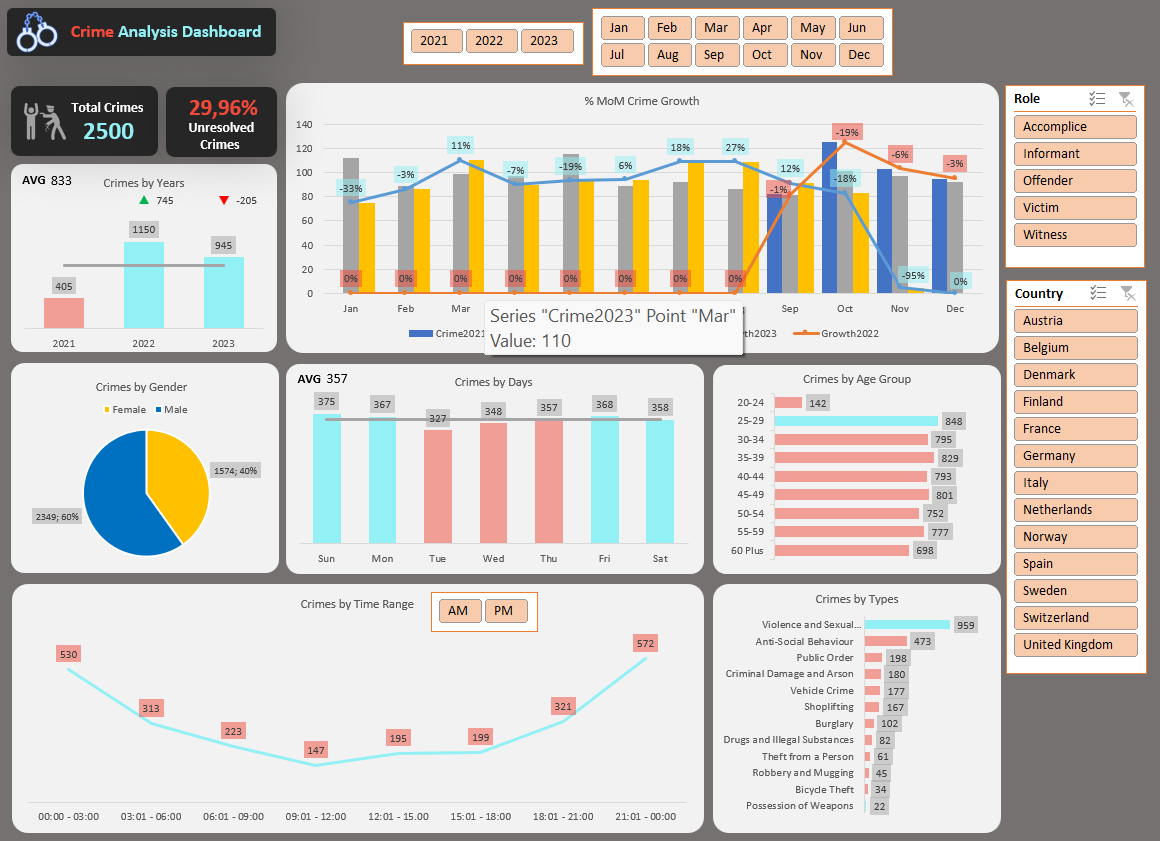 Crime Analysis Dashboard
2021 2022 2023
Jan Feb Mar Apr May Jun
Jul Aug Sep Oct Nov Dec
Total Crimes
2500
29,96%
Unresolved
Crimes
AVG 833
Crimes by Years
745 -205
1150
945
405
2021 2022 2023
% MoM Crime Growth
140
120
100
80
60
40
20
0
-33% -3% 11% -7% -19% 6% 18% 27% 12% -18% -95% 0%
0% 0% 0% 0% 0% 0% 0% 0% -1% -19% -6% -3%
Jan Feb Mar Sep Oct Nov Dec
Crime2021 Growth2022
Series "Crime2023" Point "Mar"
Value: 110
Role
Accomplice
Informant
Offender
Victim
Witness
Country
Austria
Belgium
Denmark
Finland
France
Germany
Italy
Netherlands
Norway
Spain
Sweden
Switzerland
United Kingdom
Crimes by Gender
Female Male
1574; 40%
2349; 60%
AVG 357
Crimes by Days
375 367 327 348 357 368 358
Sun Mon Tue Wed Thu Fri Sat
Crimes by Age Group
20-24 142
25-29 848
30-34 795
35-39 829
40-44 793
45-49 801
50-54 752
55-59 777
60 Plus 698
Crimes by Time Range
AM PM
530 313 223 147 195 199 321 572
00:00 - 03:00 03:01 - 06:00 06:01 - 09:00 09:01 - 12:00 12:01 - 15.00 15:01 - 18:00 18:01 - 21:00 21:01 - 00:00
Crimes by Types
Violence and Sexual... 959
Anti-Social Behaviour 473
Public Order 198
Criminal Damage and Arson 180
Vehicle Crime 177
Shoplifting 167
Burglary 102
Drugs and Illegal Substances 82
Theft from a Person 61
Robbery and Mugging 45
Bicycle Theft 34
Possession of Weapons 22